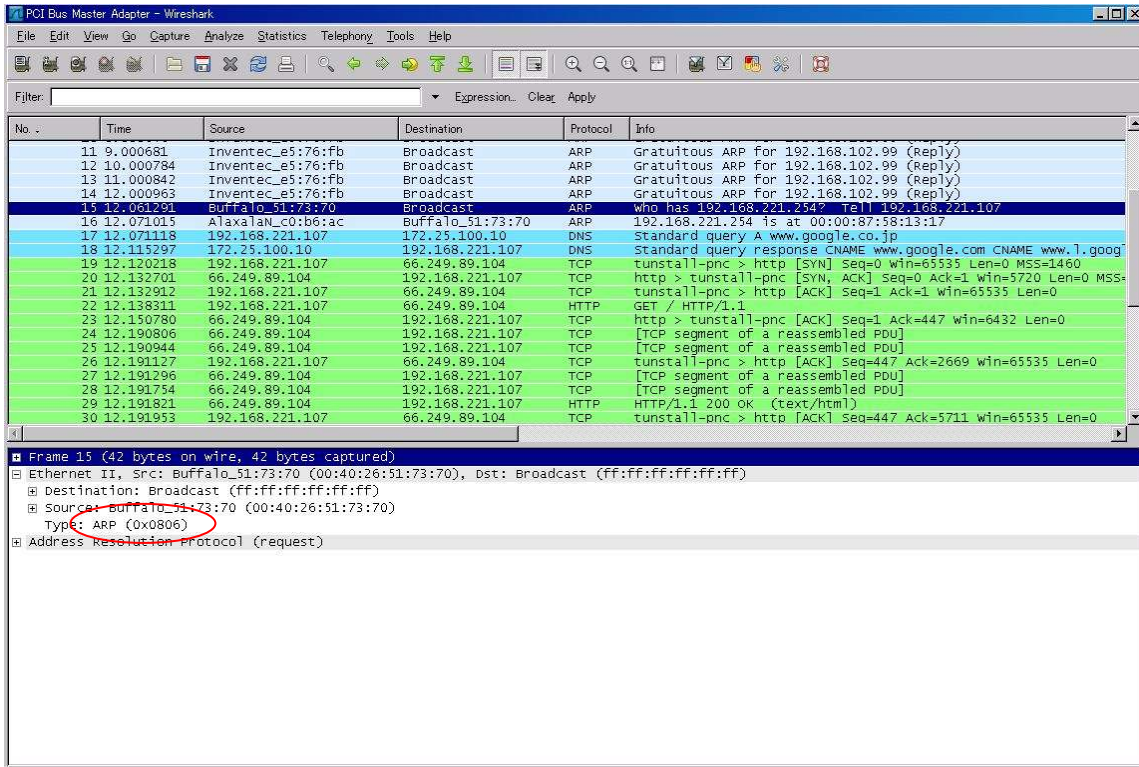 PCI Bus Master Adapter - Wireshark
File Edit View Go Capture Analyze Statistics Telephony Tools Help
Filter: Expression... Clear Apply
No. . Time Source Destination Protocol Info
11 9.000681 Inventec_e5:76:fb Broadcast ARP Gratuitous ARP for 192.168.102.99 (Reply)
12 10.000784 Inventec_e5:76:fb Broadcast ARP Gratuitous ARP for 192.168.102.99 (Reply)
13 11.000842 Inventec_e5:76:fb Broadcast ARP Gratuitous ARP for 192.168.102.99 (Reply)
14 12.000963 Inventec_e5:76:fb Broadcast ARP Gratuitous ARP for 192.168.102.99 (Reply)
15 12.061291 Buffalo_51:73:70 Broadcast ARP who has 192.168.221.254? Tell 192.168.221.107
16 12.071015 AlaxalaN_c0:b6:ac Buffalo_51:73:70 ARP 192.168.221.254 is at 00:00:87:58:13:17
17 12.071118 192.168.221.107 172.25.100.10 DNS Standard query A www.google.co.jp
18 12.115297 172.25.100.10 192.168.221.107 DNS Standard query response CNAME www.google.com CNAME www.l.goog
19 12.120218 192.168.221.107 66.249.89.104 TCP tunstall-pnc > http [SYN] Seq=0 Win=65535 Len=0 MSS=1460
20 12.132701 66.249.89.104 192.168.221.107 TCP http > tunstall-pnc [SYN, ACK] Seq=0 Ack=1 Win=5720 Len=0 MSS=
21 12.132912 192.168.221.107 66.249.89.104 TCP tunstall-pnc > http [ACK] Seq=1 Ack=1 Win=65535 Len=0
22 12.138311 192.168.221.107 66.249.89.104 HTTP GET / HTTP/1.1
23 12.150780 66.249.89.104 192.168.221.107 TCP http > tunstall-pnc [ACK] Seq=1 Ack=447 Win=6432 Len=0
24 12.190806 66.249.89.104 192.168.221.107 TCP [TCP segment of a reassembled PDU]
25 12.190944 66.249.89.104 192.168.221.107 TCP [TCP segment of a reassembled PDU]
26 12.191127 192.168.221.107 66.249.89.104 TCP tunstall-pnc > http [ACK] Seq=447 Ack=2669 Win=65535 Len=0
27 12.191296 66.249.89.104 192.168.221.107 TCP [TCP segment of a reassembled PDU]
28 12.191754 66.249.89.104 192.168.221.107 TCP [TCP segment of a reassembled PDU]
29 12.191821 66.249.89.104 192.168.221.107 HTTP HTTP/1.1 200 OK (text/html)
30 12.191953 192.168.221.107 66.249.89.104 TCP tunstall-pnc > http [ACK] Seq=447 Ack=5711 Win=65535 Len=0
Frame 15 (42 bytes on wire, 42 bytes captured)
Ethernet II, Src: Buffalo_51:73:70 (00:40:26:51:73:70), Dst: Broadcast (ff:ff:ff:ff:ff:ff)
Destination: Broadcast (ff:ff:ff:ff:ff:ff)
Source: Buffalo_51:73:70 (00:40:26:51:73:70)
Type: ARP (0x0806)
Address Resolution Protocol (request)